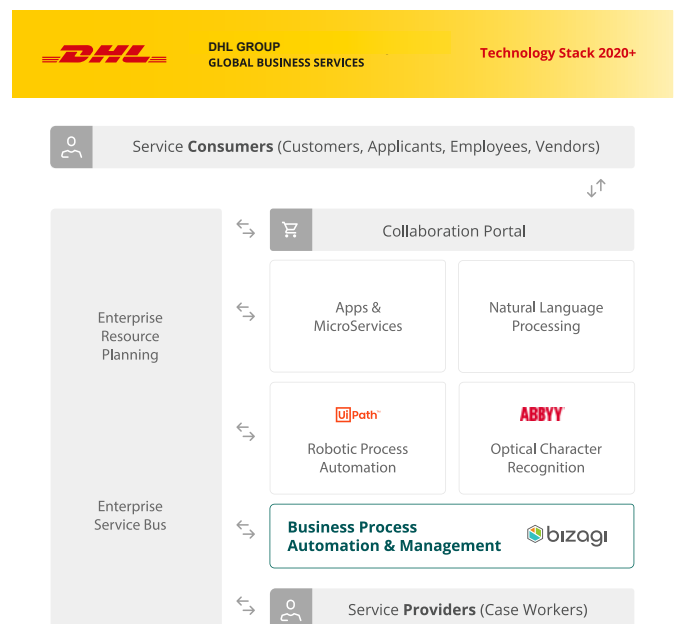 DHL
DHL GROUP
GLOBAL BUSINESS SERVICES
Technology Stack 2020+
Service Consumers (Customers, Applicants, Employees, Vendors)
Collaboration Portal
Enterprise
Resource
Planning
Apps &
MicroServices
Natural Language
Processing
UiPath™
Robotic Process
Automation
ABBYY
Optical Character
Recognition
Enterprise
Service Bus
Business Process
Automation & Management
bizagi
Service Providers (Case Workers)